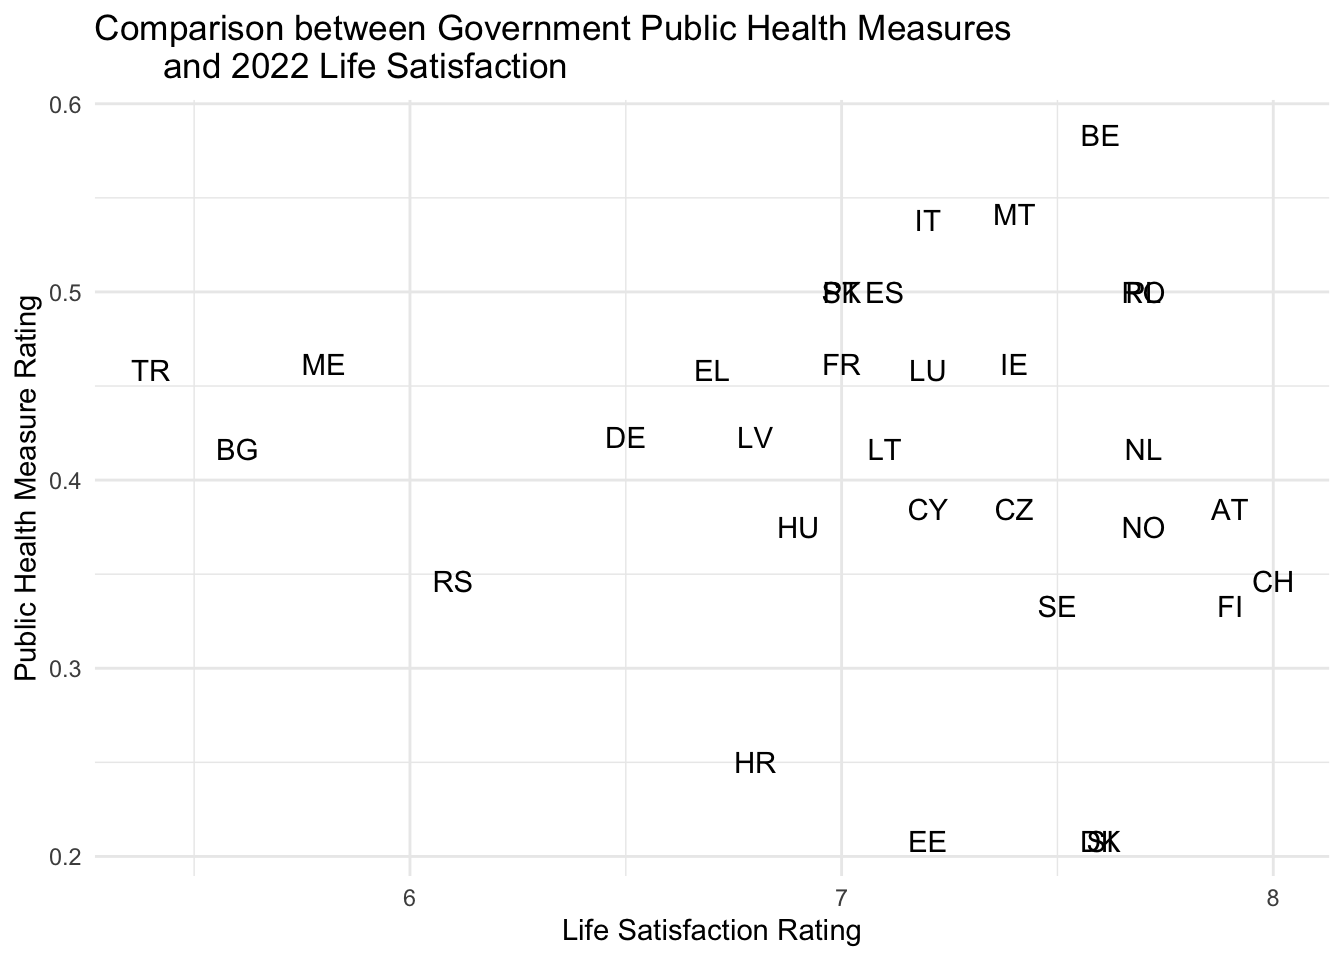 Comparison between Government Public Health Measures
and 2022 Life Satisfaction
0.6
BE
MT
IT
0.5
ES
ME
FR
IE
TR
EL
LU
DE
LV
BG
LT
NL
0.4
CY
CZ
AT
HU
NO
RS
CH
SE
FI
0.3
HR
EE
0.2
6
7
8
Life Satisfaction Rating
Public Health Measure Rating